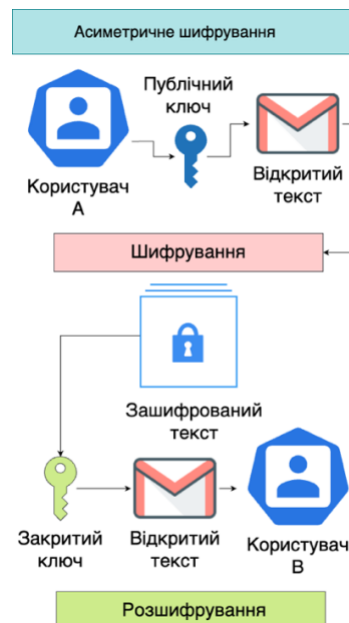 Асиметричне шифрування
Публічний
ключ
Користувач
А
Відкритий
текст
Шифрування
Зашифрований
текст
Закритий
ключ
Відкритий
текст
Користувач
В
Розшифрування